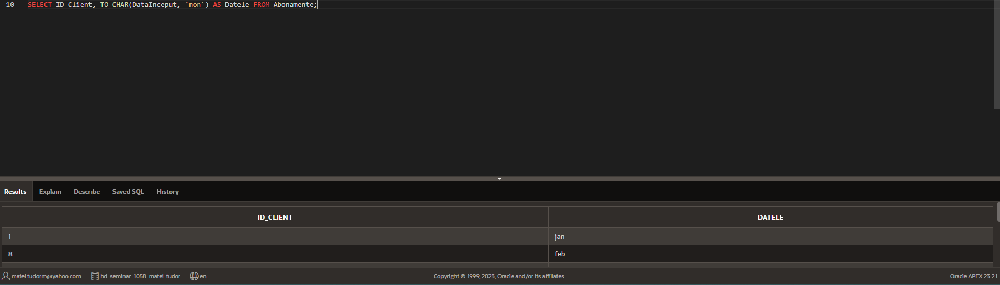 10 SELECT ID_Client, TO_CHAR(DataInceput, 'mon') AS Datele FROM Abonamente;
Results Explain Describe Saved SQL History
ID_CLIENT DATELE
1 jan
8 feb
matei.tudorm@yahoo.com bd_seminar_1058_matei_tudor en Copyright © 1999, 2023, Oracle and/or its affiliates. Oracle APEX 23.2.1